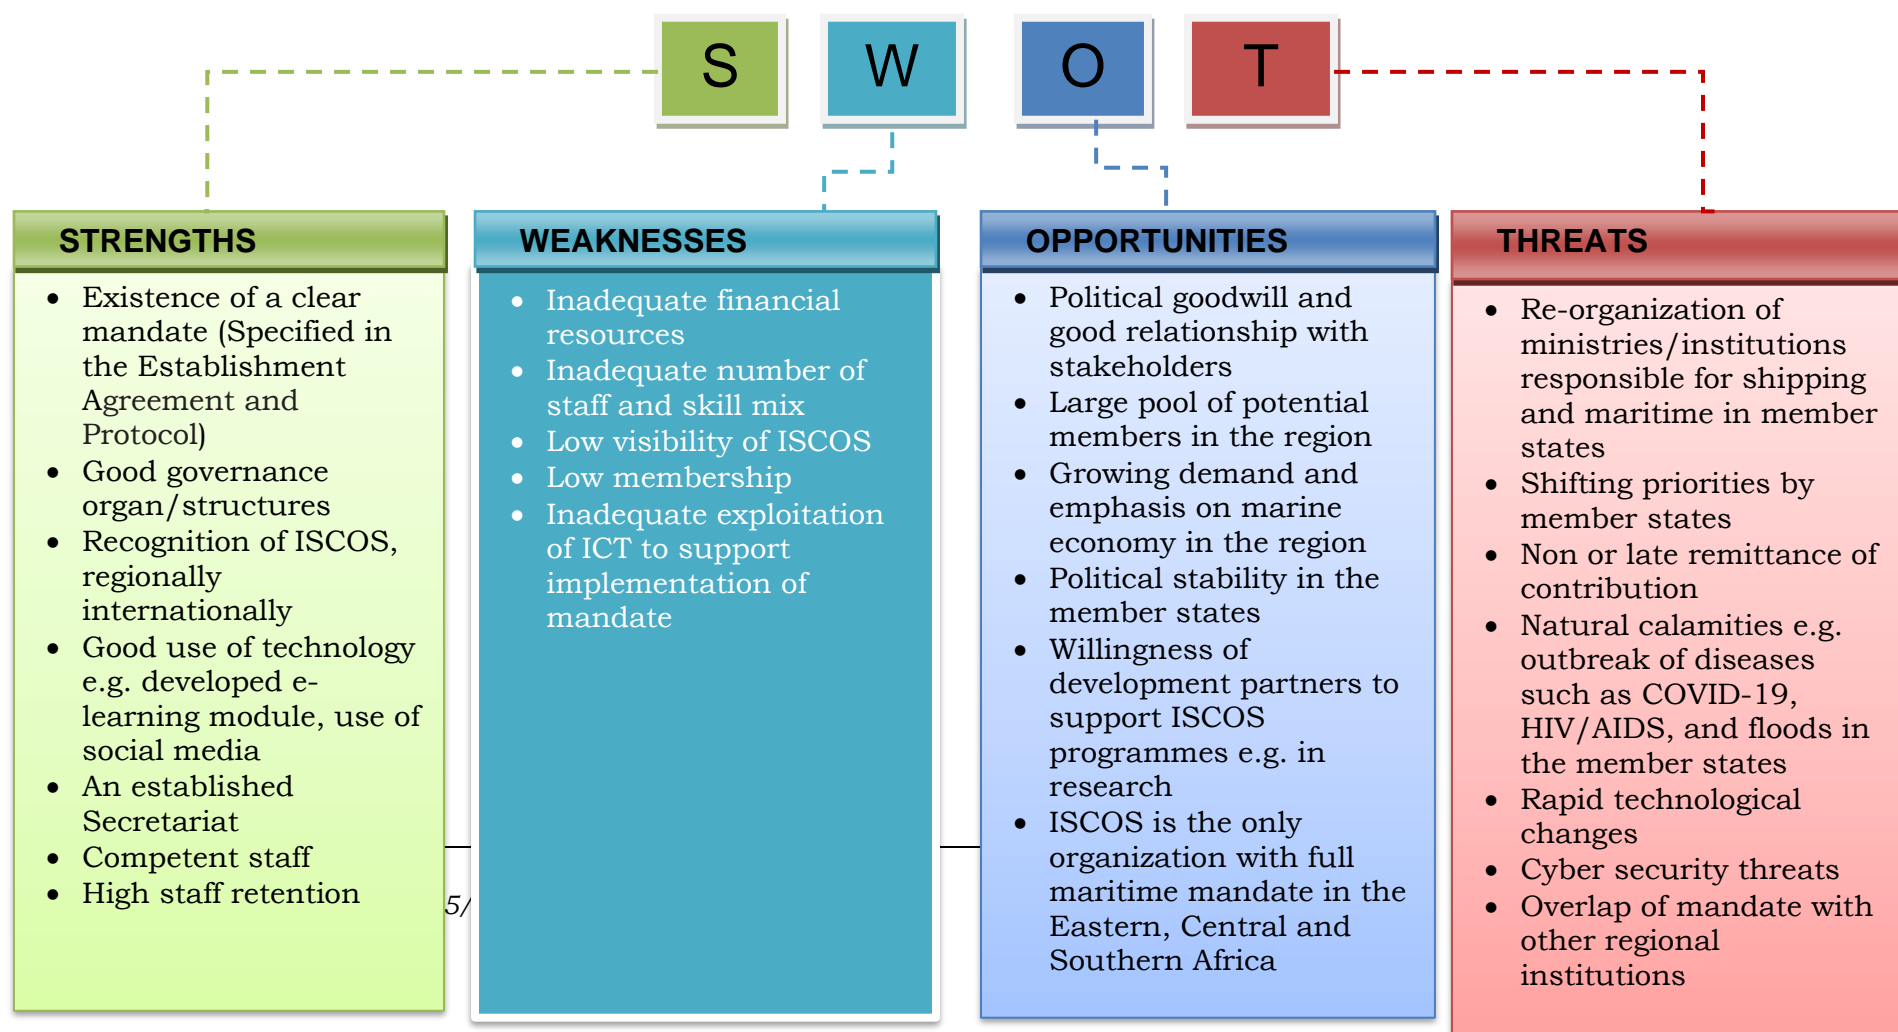 S
W
O
T
STRENGTHS
• Existence of a clear
mandate (Specified in
the Establishment
Agreement and
Protocol)
• Good governance
organ/structures
• Recognition of ISCOS,
regionally
internationally
• Good use of technology
e.g. developed e-
learning module, use of
social media
• An established
Secretariat
• Competent staff
• High staff retention
5/
WEAKNESSES
• Inadequate financial
resources
• Inadequate number of
staff and skill mix
• Low visibility of ISCOS
• Low membership
• Inadequate exploitation
of ICT to support
implementation of
mandate
OPPORTUNITIES
• Political goodwill and
good relationship with
stakeholders
• Large pool of potential
members in the region
• Growing demand and
emphasis on marine
economy in the region
• Political stability in the
member states
• Willingness of
development partners to
support ISCOS
programmes e.g. in
research
• ISCOS is the only
organization with full
maritime mandate in the
Eastern, Central and
Southern Africa
THREATS
• Re-organization of
ministries/institutions
responsible for shipping
and maritime in member
states
• Shifting priorities by
member states
• Non or late remittance of
contribution
• Natural calamities e.g.
outbreak of diseases
such as COVID-19,
HIV/AIDS, and floods in
the member states
• Rapid technological
changes
• Cyber security threats
• Overlap of mandate with
other regional
institutions